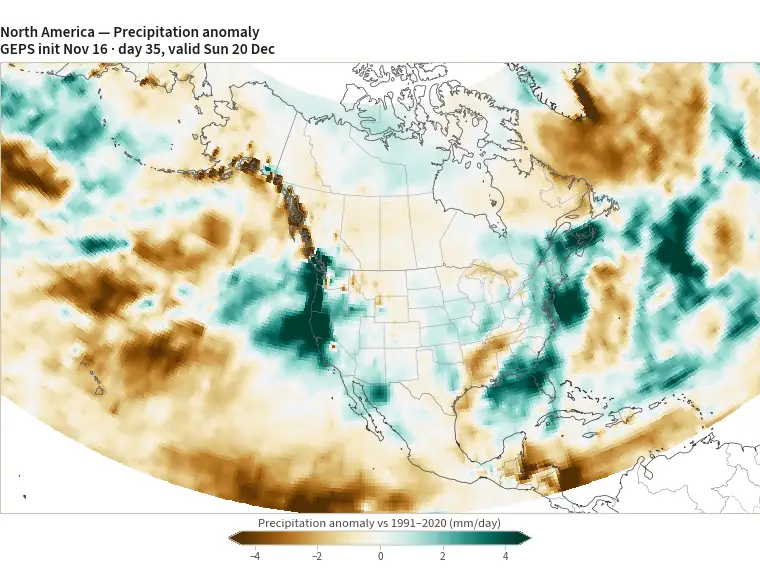 North America — Precipitation anomaly
GEPS init Nov 16 · day 35, valid Sun 20 Dec
Precipitation anomaly vs 1991–2020 (mm/day)
−4 −2 0 2 4